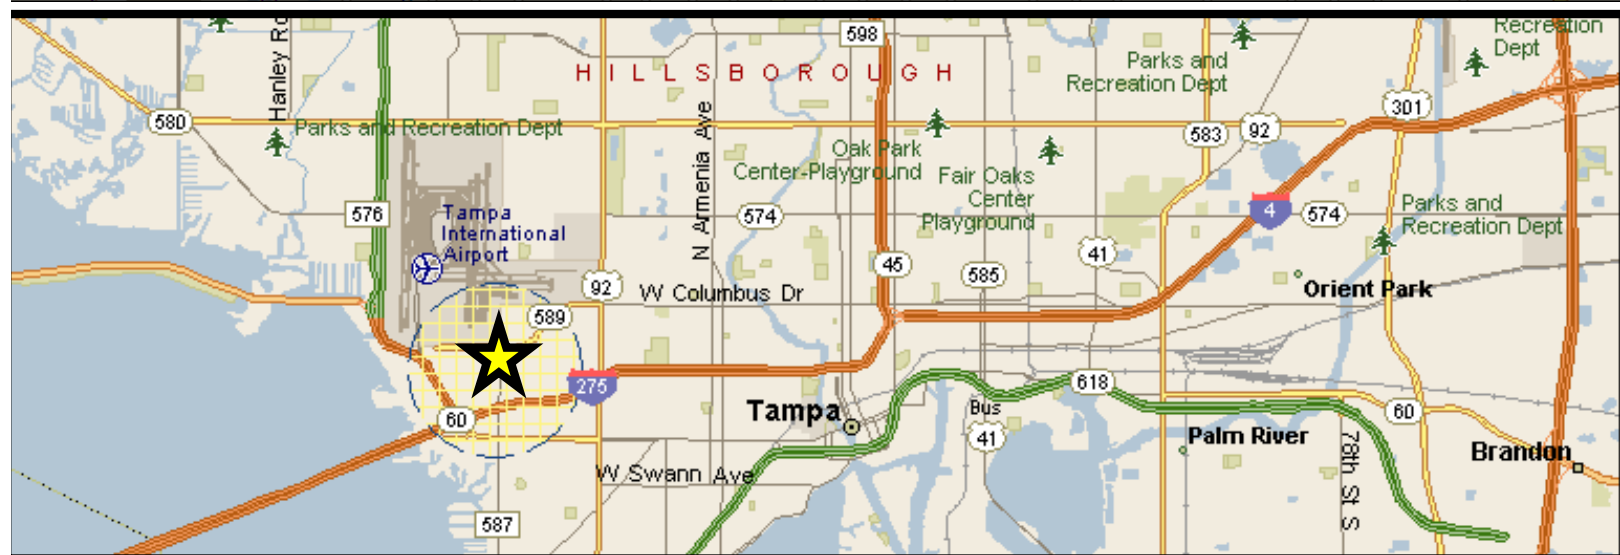 Hanley Rd
598
Recreation
Dept
HILLSBOROUGH
Parks and
Recreation Dept
301
580
Parks and Recreation Dept
583
92
N Armenia Ave
Oak Park
Center-Playground
Fair Oaks
Center
Playground
576
Tampa
International
Airport
574
4
574
Parks and
Recreation Dept
41
45
585
92
W Columbus Dr
Orient Park
589
275
618
60
Tampa
Bus
41
60
Palm River
78th St S
Brandon
W Swann Ave
587